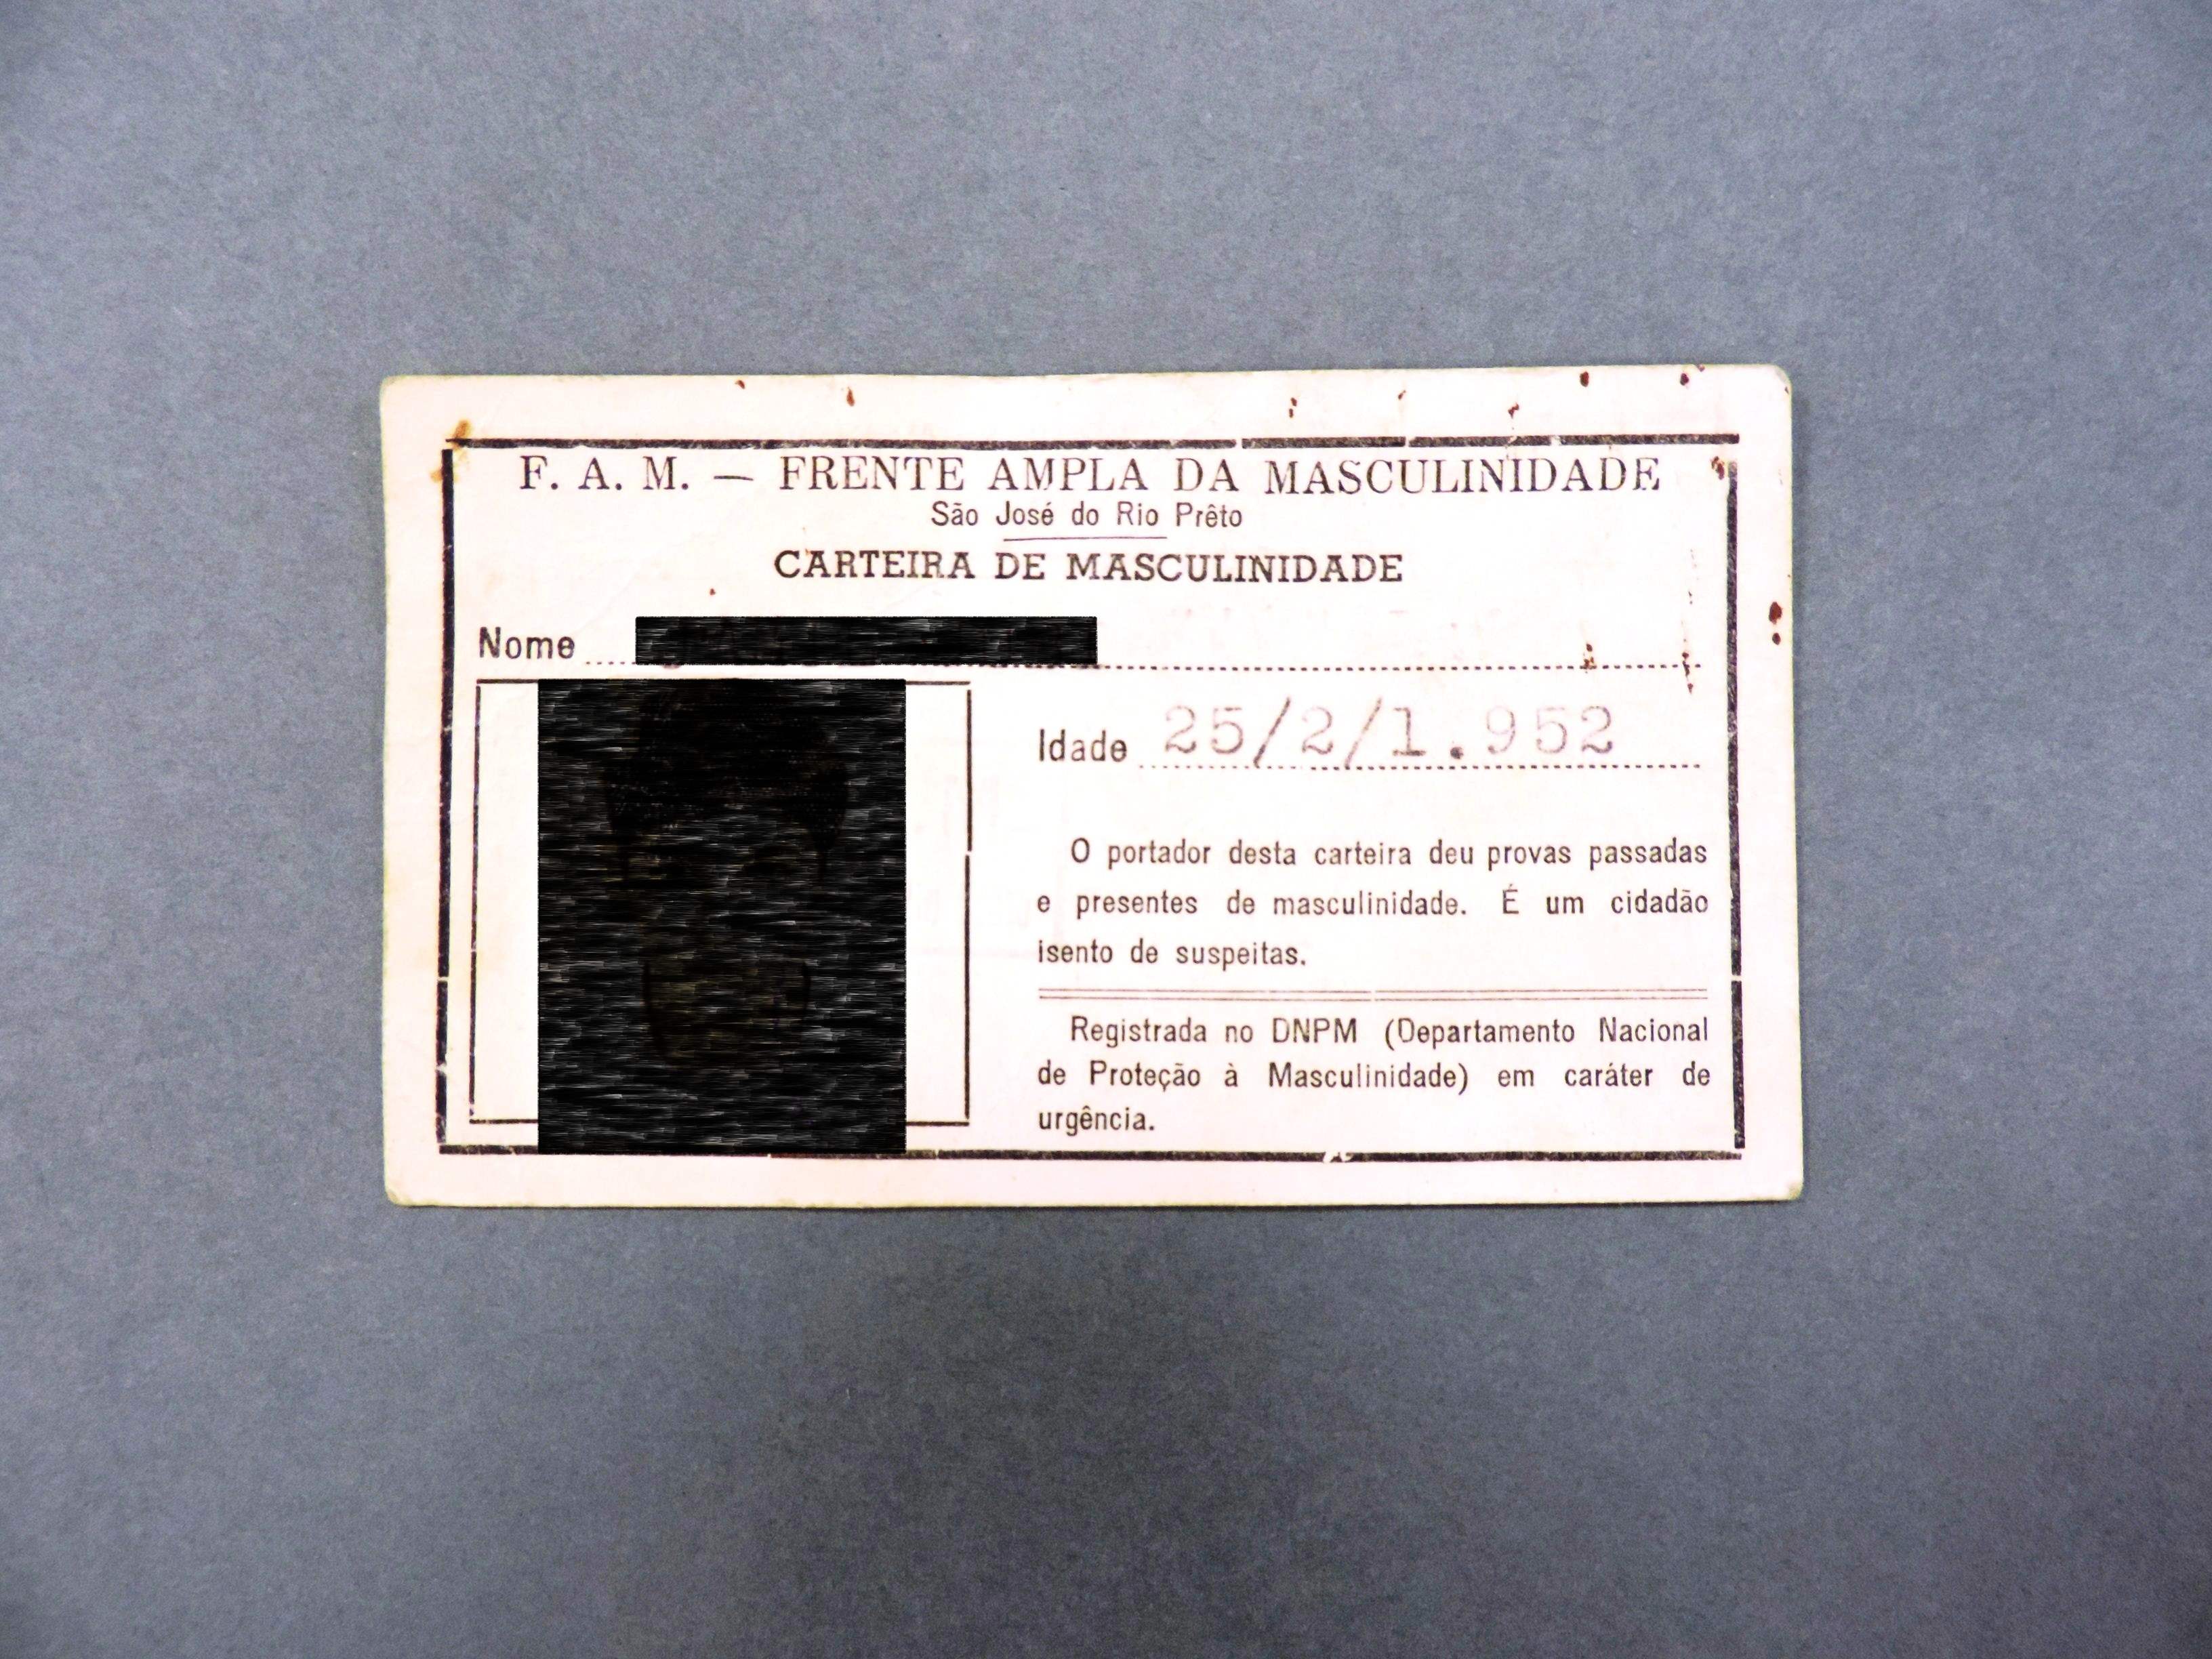 F. A. M. — FRENTE AMPLA DA MASCULINIDADE
São José do Rio Prêto
CARTEIRA DE MASCULINIDADE
Nome
Idade 25/2/1.952
O portador desta carteira deu provas passadas
e presentes de masculinidade. É um cidadão
isento de suspeitas.
Registrada no DNPM (Departamento Nacional
de Proteção à Masculinidade) em caráter de
urgência.